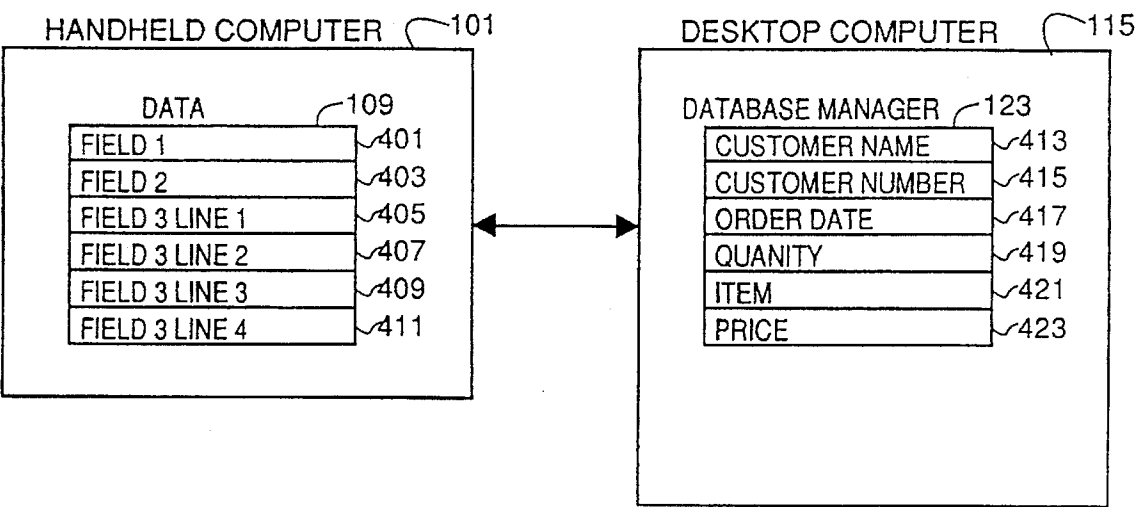 HANDHELD COMPUTER 101
DATA 109
FIELD 1 401
FIELD 2 403
FIELD 3 LINE 1 405
FIELD 3 LINE 2 407
FIELD 3 LINE 3 409
FIELD 3 LINE 4 411
DESKTOP COMPUTER 115
DATABASE MANAGER 123
CUSTOMER NAME 413
CUSTOMER NUMBER 415
ORDER DATE 417
QUANITY 419
ITEM 421
PRICE 423